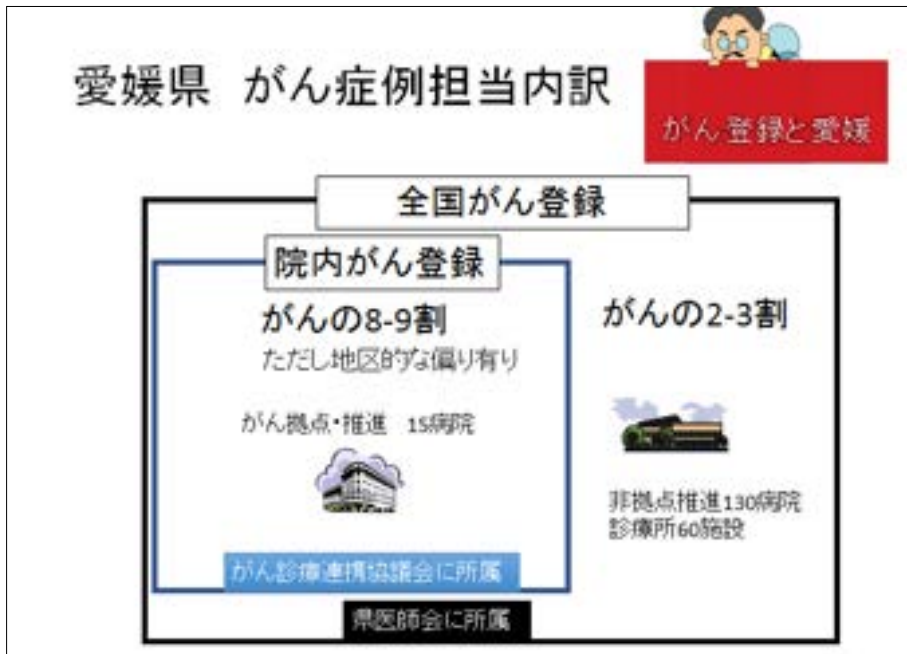 愛媛県　がん症例担当内訳
がん登録と愛媛
全国がん登録
院内がん登録
がんの8-9割
ただし地区的な偏り有り
がん拠点・推進　15病院
がん診療連携協議会に所属
がんの2-3割
非拠点推進130病院
診療所60施設
県医師会に所属